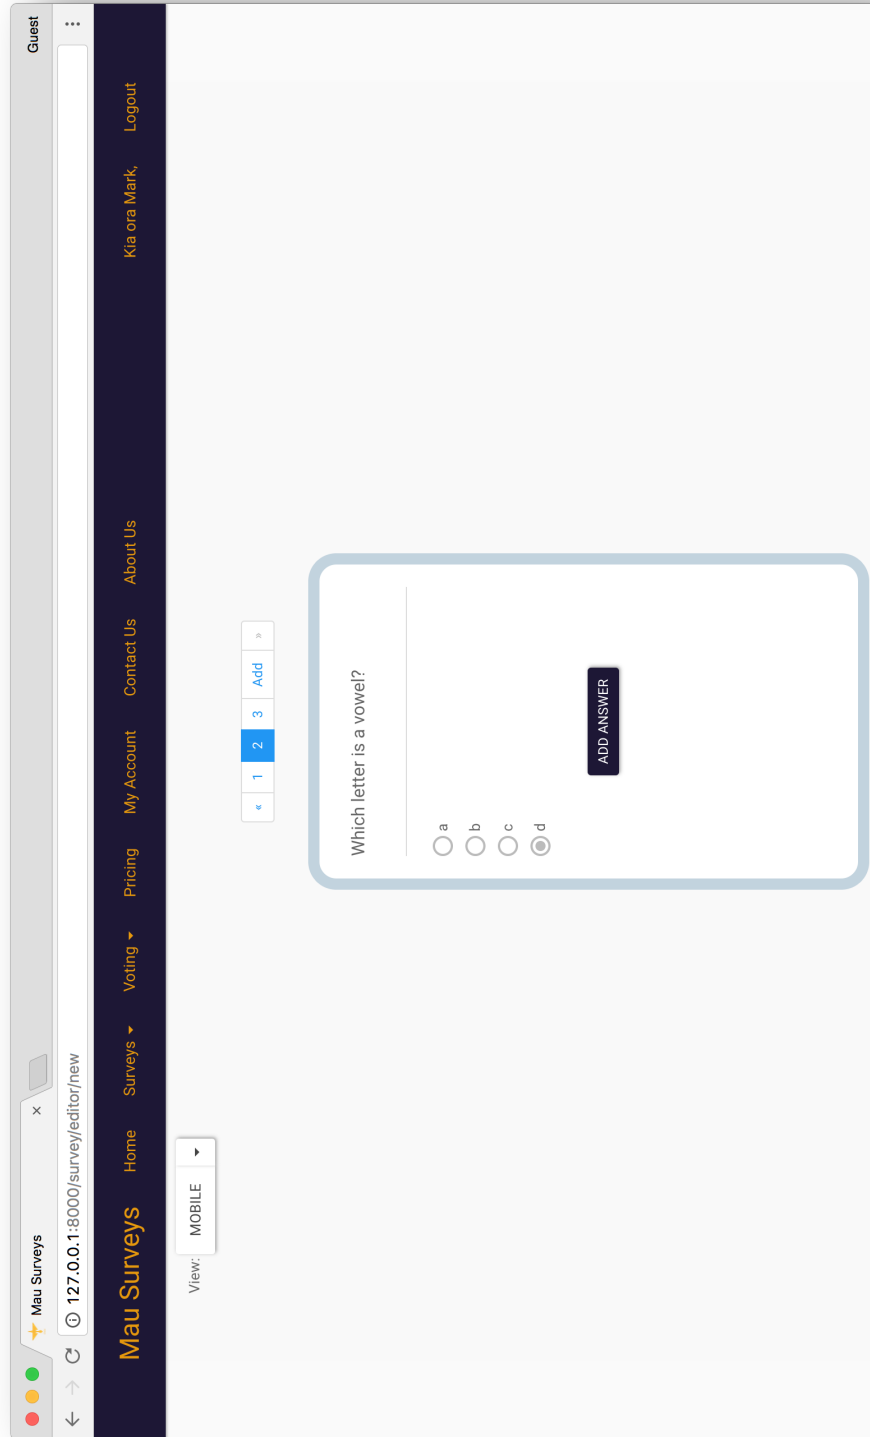 Mau Surveys
Guest
127.0.0.1:8000/survey/editor/new
Mau Surveys Home Surveys Voting Pricing My Account Contact Us About Us Kia ora Mark, Logout
View: MOBILE
« 1 2 3 Add »
Which letter is a vowel?
a
b
c
d
ADD ANSWER